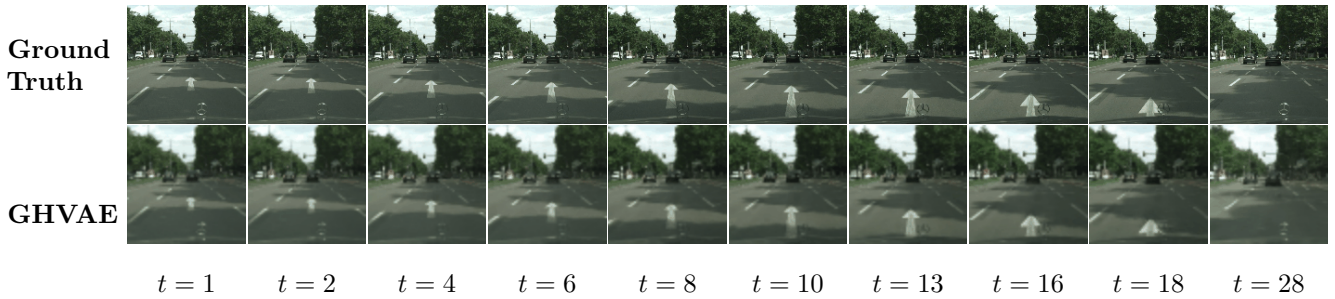 Ground
Truth
GHVAE
t = 1 t = 2 t = 4 t = 6 t = 8 t = 10 t = 13 t = 16 t = 18 t = 28